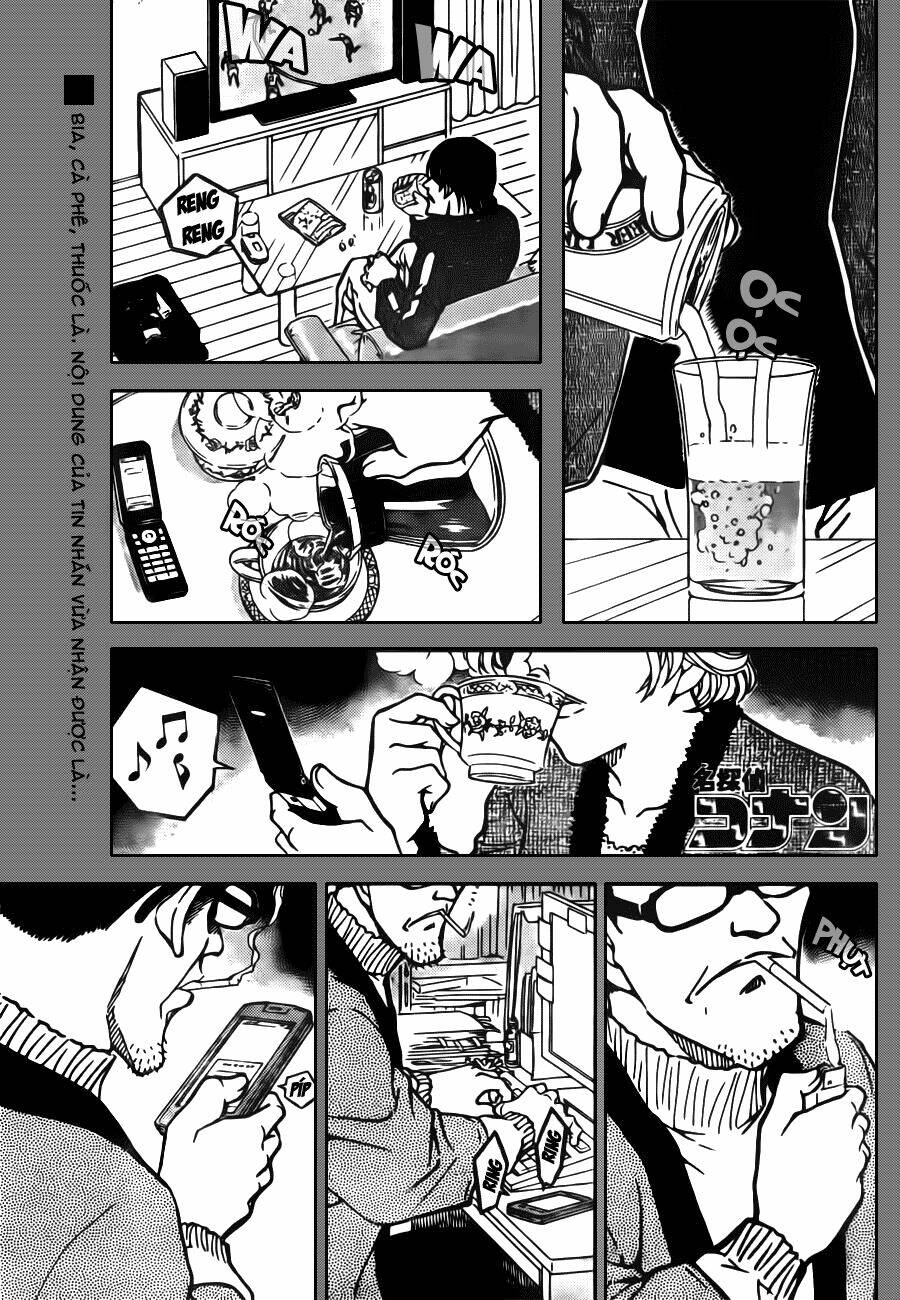 BIA, CÀ PHÊ, THUỐC LÀ. NỘI DUNG CỦA TIN NHẮN VỪA NHẬN ĐƯỢC LÀ...
ỌC
ỌC
WA
WA
RENG
RENG
RÓC
RÓC
名探偵
コナン
PHỤT
RING
RING
PÍP